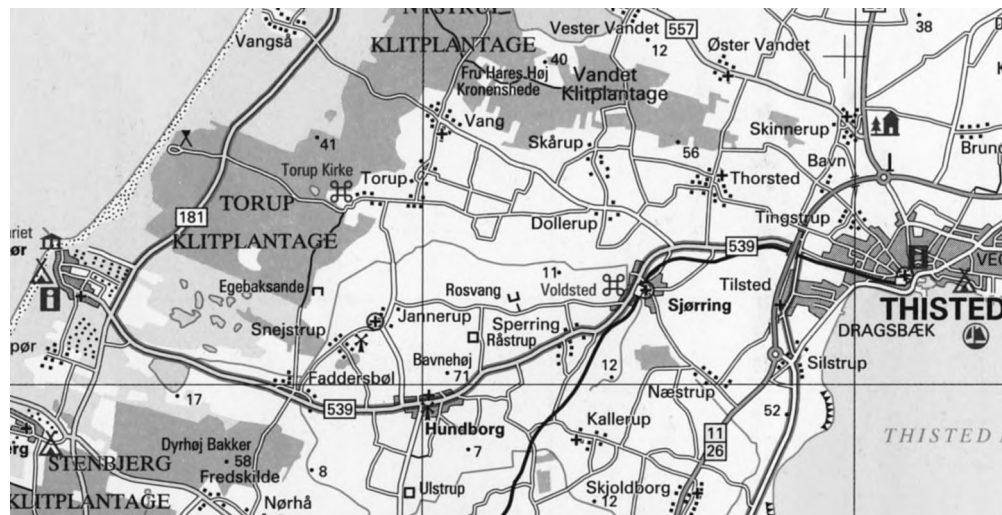 NYSTRUP
KLITPLANTAGE
Vangså
Vester Vandet
12
557
38
Øster Vandet
40
Fru Hares Høj
Kronenshede
Vandet
Klitplantage
Vang
Skinnerup
41
Skårup
56
Torup Kirke
Torup
Thorsted
Bavn
TORUP
KLITPLANTAGE
181
Dollerup
Tingstrup
539
11
Voldsted
Egebaksande
Rosvang
Tilsted
THISTED
Sjørring
Snejstrup
Jannerup
Sperring
Råstrup
DRAGSBÆK
Bavnehøj
71
Faddersbøl
12
Næstrup
Silstrup
17
539
Hundborg
Kallerup
52
11
26
THISTED
Dyrhøj Bakker
58
STENBJERG
KLITPLANTAGE
Fredskilde
8
7
Ulstrup
Skjoldborg
12
Nørhå